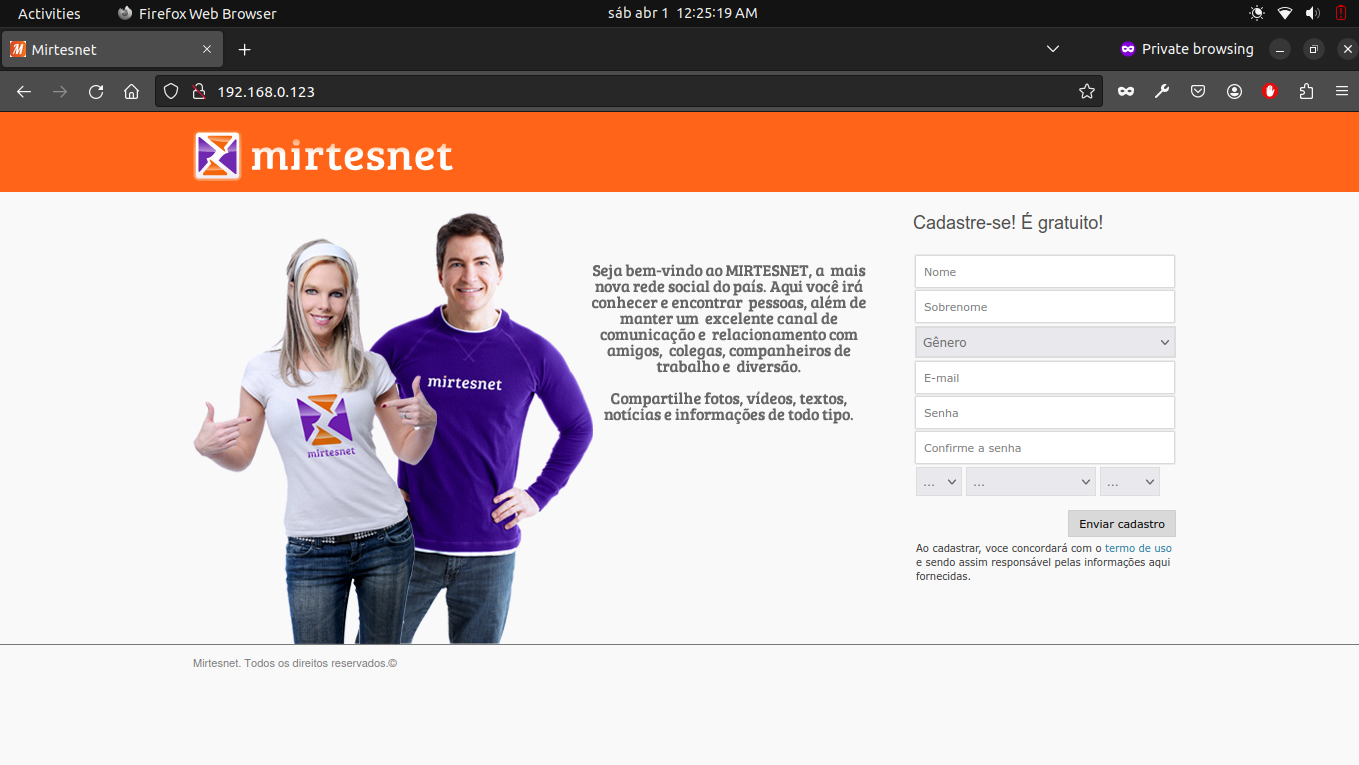 Activities
Firefox Web Browser
sáb abr 1 12:25:19 AM
Mirtesnet
Private browsing
192.168.0.123
mirtesnet
Cadastre-se! É gratuito!
Nome
Sobrenome
Gênero
E-mail
Senha
Confirme a senha
... ... ...
Enviar cadastro
Ao cadastrar, voce concordará com o termo de uso
e sendo assim responsável pelas informações aqui
fornecidas.
Seja bem-vindo ao MIRTESNET, a mais
nova rede social do país. Aqui você irá
conhecer e encontrar pessoas, além de
manter um excelente canal de
comunicação e relacionamento com
amigos, colegas, companheiros de
trabalho e diversão.
Compartilhe fotos, vídeos, textos,
notícias e informações de todo tipo.
mirtesnet
mirtesnet
Mirtesnet. Todos os direitos reservados.©